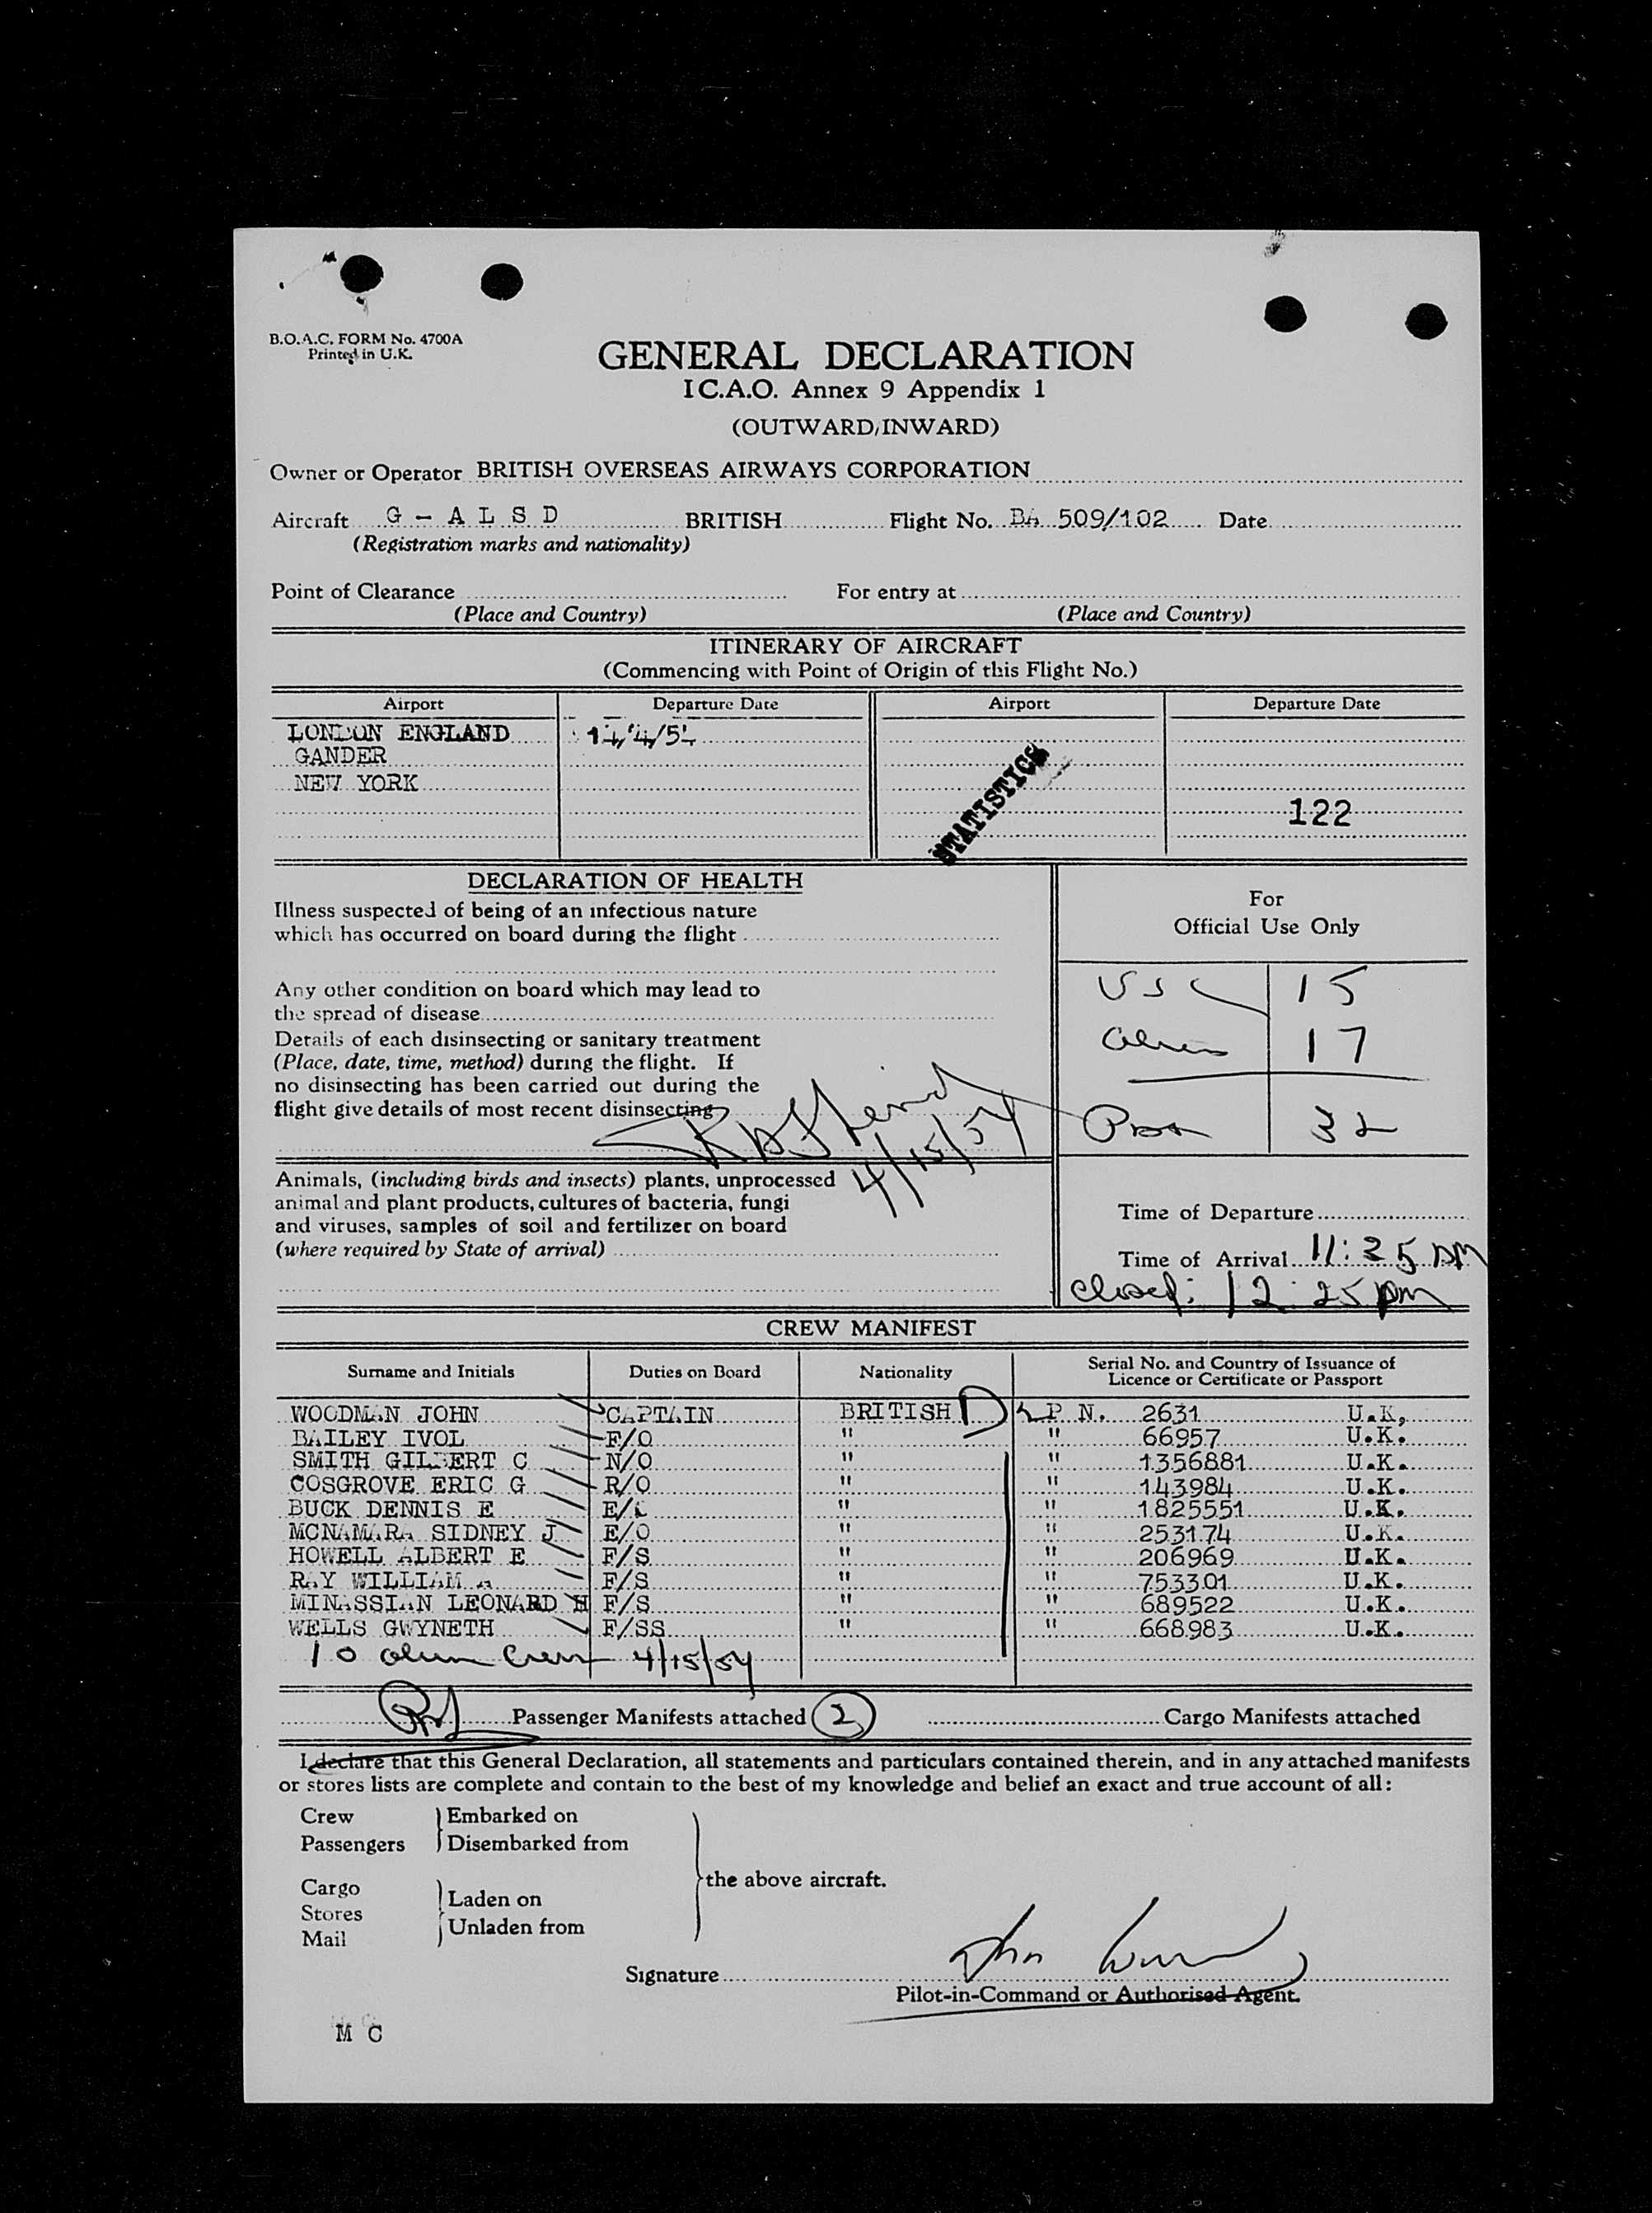 B.O.A.C. FORM No. 4700A
Printed in U.K.
GENERAL DECLARATION
I C.A.O. Annex 9 Appendix 1
(OUTWARD/INWARD)
Owner or Operator BRITISH OVERSEAS AIRWAYS CORPORATION
Aircraft G - A L S D BRITISH Flight No. BA 509/102 Date
(Registration marks and nationality)
Point of Clearance For entry at
(Place and Country) (Place and Country)
ITINERARY OF AIRCRAFT
(Commencing with Point of Origin of this Flight No.)
Airport Departure Date Airport Departure Date
LONDON ENGLAND 14/4/54
GANDER
NEW YORK
STATISTICS
122
DECLARATION OF HEALTH
Illness suspected of being of an infectious nature
which has occurred on board during the flight
Any other condition on board which may lead to
the spread of disease
Details of each disinsecting or sanitary treatment
(Place, date, time, method) during the flight. If
no disinsecting has been carried out during the
flight give details of most recent disinsecting
4/15/54
Animals, (including birds and insects) plants, unprocessed
animal and plant products, cultures of bacteria, fungi
and viruses, samples of soil and fertilizer on board
(where required by State of arrival)
For
Official Use Only
USC 15
Aliens 17
Pass 32
Time of Departure
Time of Arrival 11:25 PM
closed: 12:25 pm
CREW MANIFEST
Surname and Initials Duties on Board Nationality Serial No. and Country of Issuance of
Licence or Certificate or Passport
WOODMAN JOHN CAPTAIN BRITISH P N. 2631 U.K.
BAILEY IVOL F/O " " 66957 U.K.
SMITH GILBERT C N/O " " 1356881 U.K.
COSGROVE ERIC G R/O " " 143984 U.K.
BUCK DENNIS E E/O " " 1825551 U.K.
MCNAMARA SIDNEY J E/O " " 253174 U.K.
HOWELL ALBERT E F/S " " 206969 U.K.
RAY WILLIAM A F/S " " 753301 U.K.
MINASSIAN LEONARD H F/S " " 689522 U.K.
WELLS GWYNETH F/SS " " 668983 U.K.
10 alien Crew 4/15/54
Passenger Manifests attached 2 Cargo Manifests attached
I declare that this General Declaration, all statements and particulars contained therein, and in any attached manifests
or stores lists are complete and contain to the best of my knowledge and belief an exact and true account of all:
Crew Embarked on
Passengers Disembarked from
the above aircraft.
Cargo
Stores Laden on
Mail Unladen from
Signature John Woodman
Pilot-in-Command or Authorised Agent.
M C